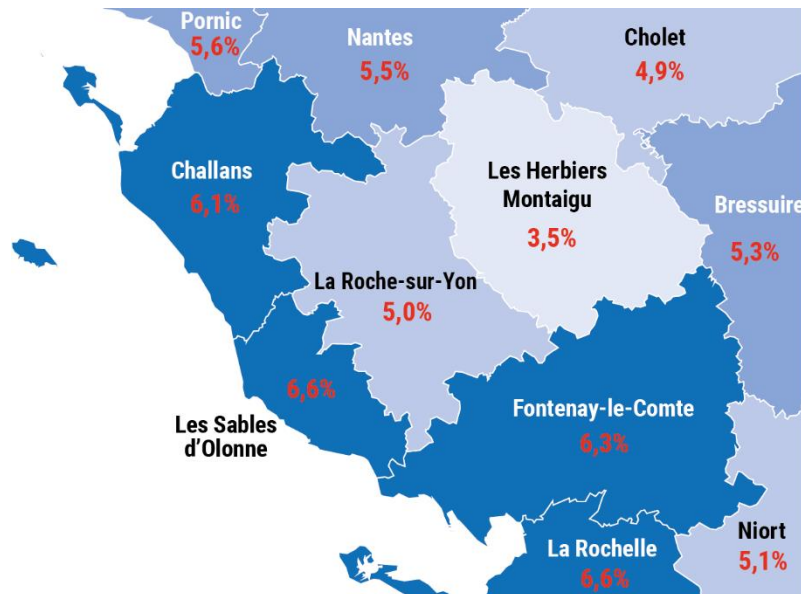 Pornic
5,6%
Nantes
5,5%
Cholet
4,9%
Challans
6,1%
Les Herbiers
Montaigu
3,5%
Bressuire
5,3%
La Roche-sur-Yon
5,0%
6,6%
Les Sables
d'Olonne
Fontenay-le-Comte
6,3%
La Rochelle
6,6%
Niort
5,1%